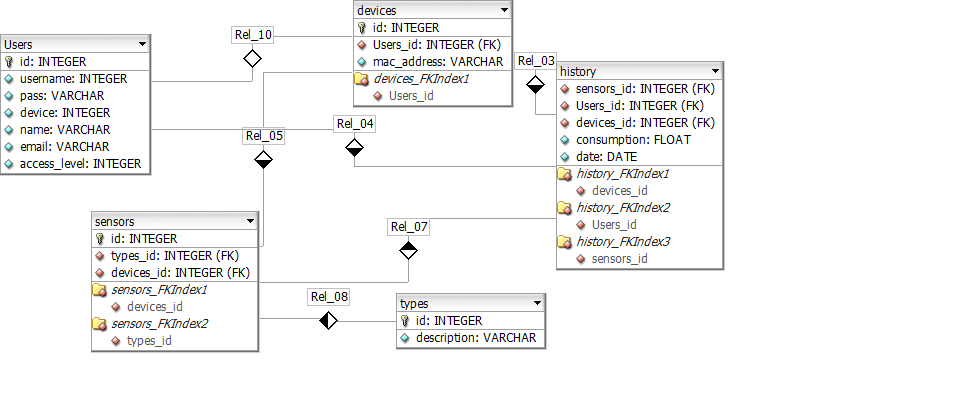 Users
id: INTEGER
username: INTEGER
pass: VARCHAR
device: INTEGER
name: VARCHAR
email: VARCHAR
access_level: INTEGER
Rel_10
devices
id: INTEGER
Users_id: INTEGER (FK)
mac_address: VARCHAR
devices_FKIndex1
Users_id
Rel_03
history
sensors_id: INTEGER (FK)
Users_id: INTEGER (FK)
devices_id: INTEGER (FK)
consumption: FLOAT
date: DATE
history_FKIndex1
devices_id
history_FKIndex2
Users_id
history_FKIndex3
sensors_id
Rel_04
Rel_05
sensors
id: INTEGER
types_id: INTEGER (FK)
devices_id: INTEGER (FK)
sensors_FKIndex1
devices_id
sensors_FKIndex2
types_id
Rel_07
Rel_08
types
id: INTEGER
description: VARCHAR